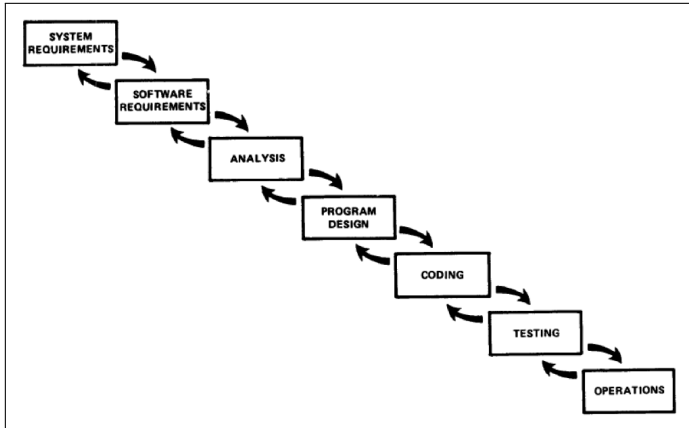 SYSTEM
REQUIREMENTS
SOFTWARE
REQUIREMENTS
ANALYSIS
PROGRAM
DESIGN
CODING
TESTING
OPERATIONS